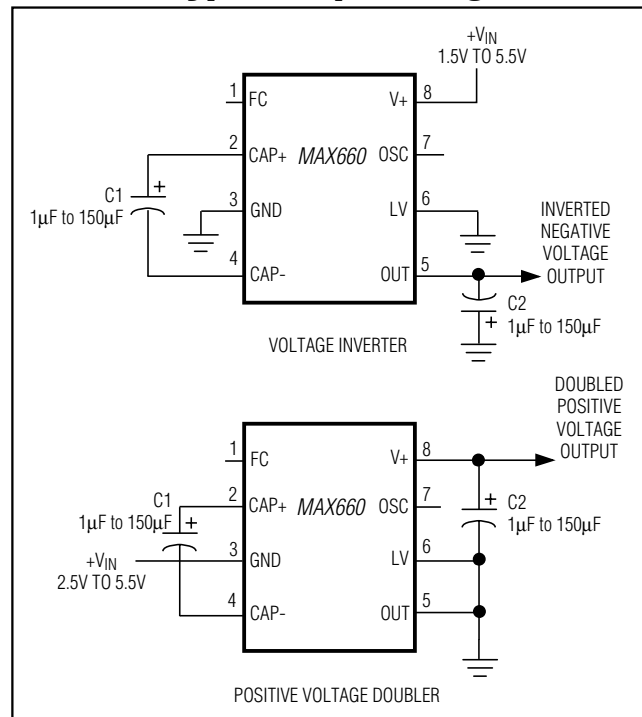 +VIN
1.5V TO 5.5V
1 FC
V+ 8
2 CAP+
MAX660
OSC 7
C1
1µF to 150µF
+
3 GND
LV 6
4 CAP-
OUT 5
INVERTED
NEGATIVE
VOLTAGE
OUTPUT
C2
+ 1µF to 150µF
VOLTAGE INVERTER
DOUBLED
POSITIVE
VOLTAGE
OUTPUT
1 FC
V+ 8
C1
1µF to 150µF
+
2 CAP+
MAX660
OSC 7
+
C2
1µF to 150µF
+VIN
2.5V TO 5.5V
3 GND
LV 6
4 CAP-
OUT 5
POSITIVE VOLTAGE DOUBLER